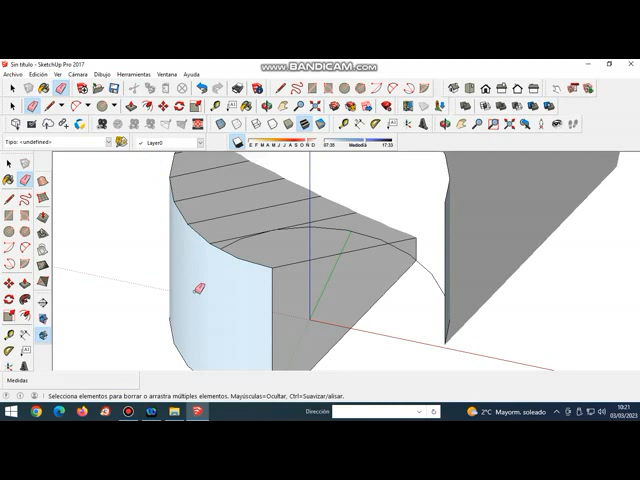 Sin título - SketchUp Pro 2017
www.BANDICAM.com
Archivo Edición Ver Cámara Dibujo Herramientas Ventana Ayuda
Tipo: <undefined>
Layer0
E F M A M J J A S O N D
07:35 Mediodía 17:33
Medidas
Selecciona elementos para borrar o arrastra múltiples elementos. Mayúsculas=Ocultar, Ctrl=Suavizar/alisar.
Dirección
2°C Mayorm. soleado
10:21
03/03/2023